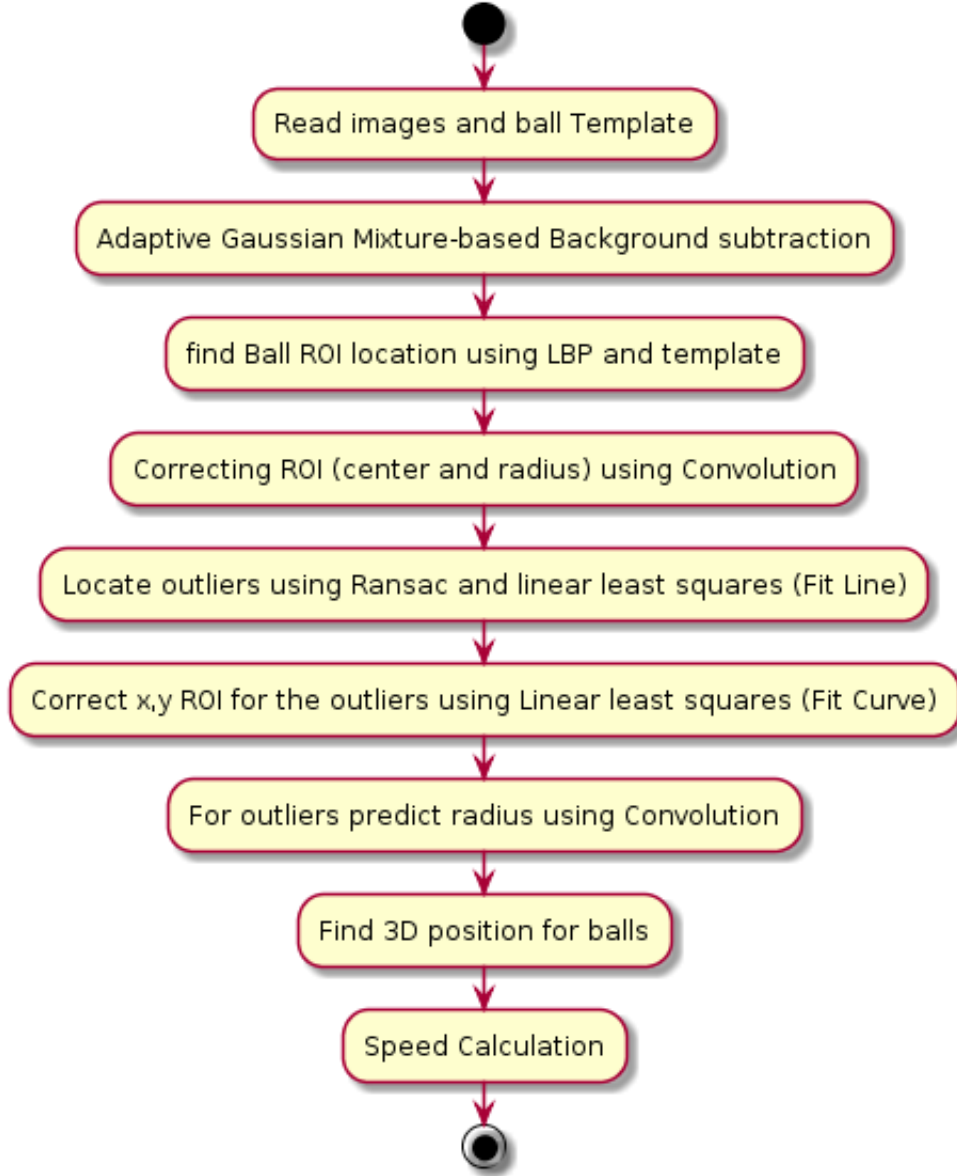 Read images and ball Template
Adaptive Gaussian Mixture-based Background subtraction
find Ball ROI location using LBP and template
Correcting ROI (center and radius) using Convolution
Locate outliers using Ransac and linear least squares (Fit Line)
Correct x,y ROI for the outliers using Linear least squares (Fit Curve)
For outliers predict radius using Convolution
Find 3D position for balls
Speed Calculation